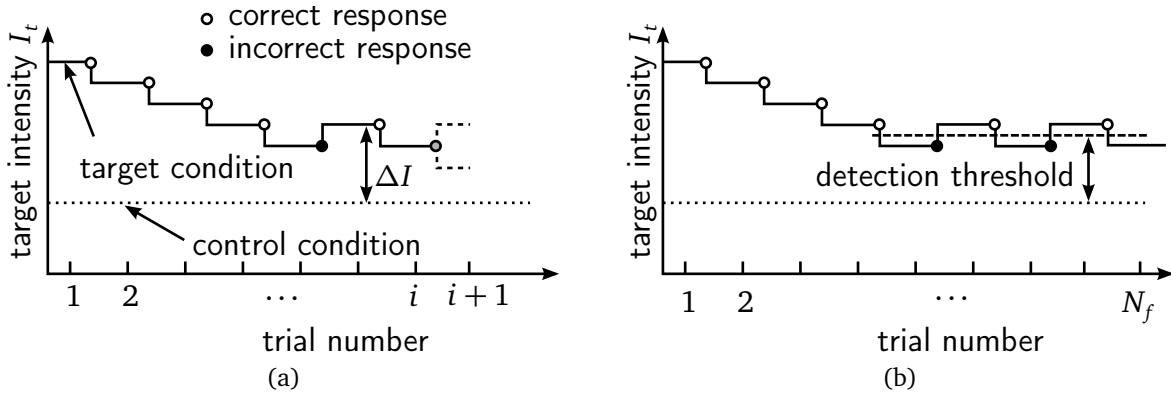 correct response
incorrect response
target intensity I_t
target condition
ΔI
control condition
1 2 ... i i + 1
trial number
(a)
target intensity I_t
detection threshold
1 2 ... N_f
trial number
(b)